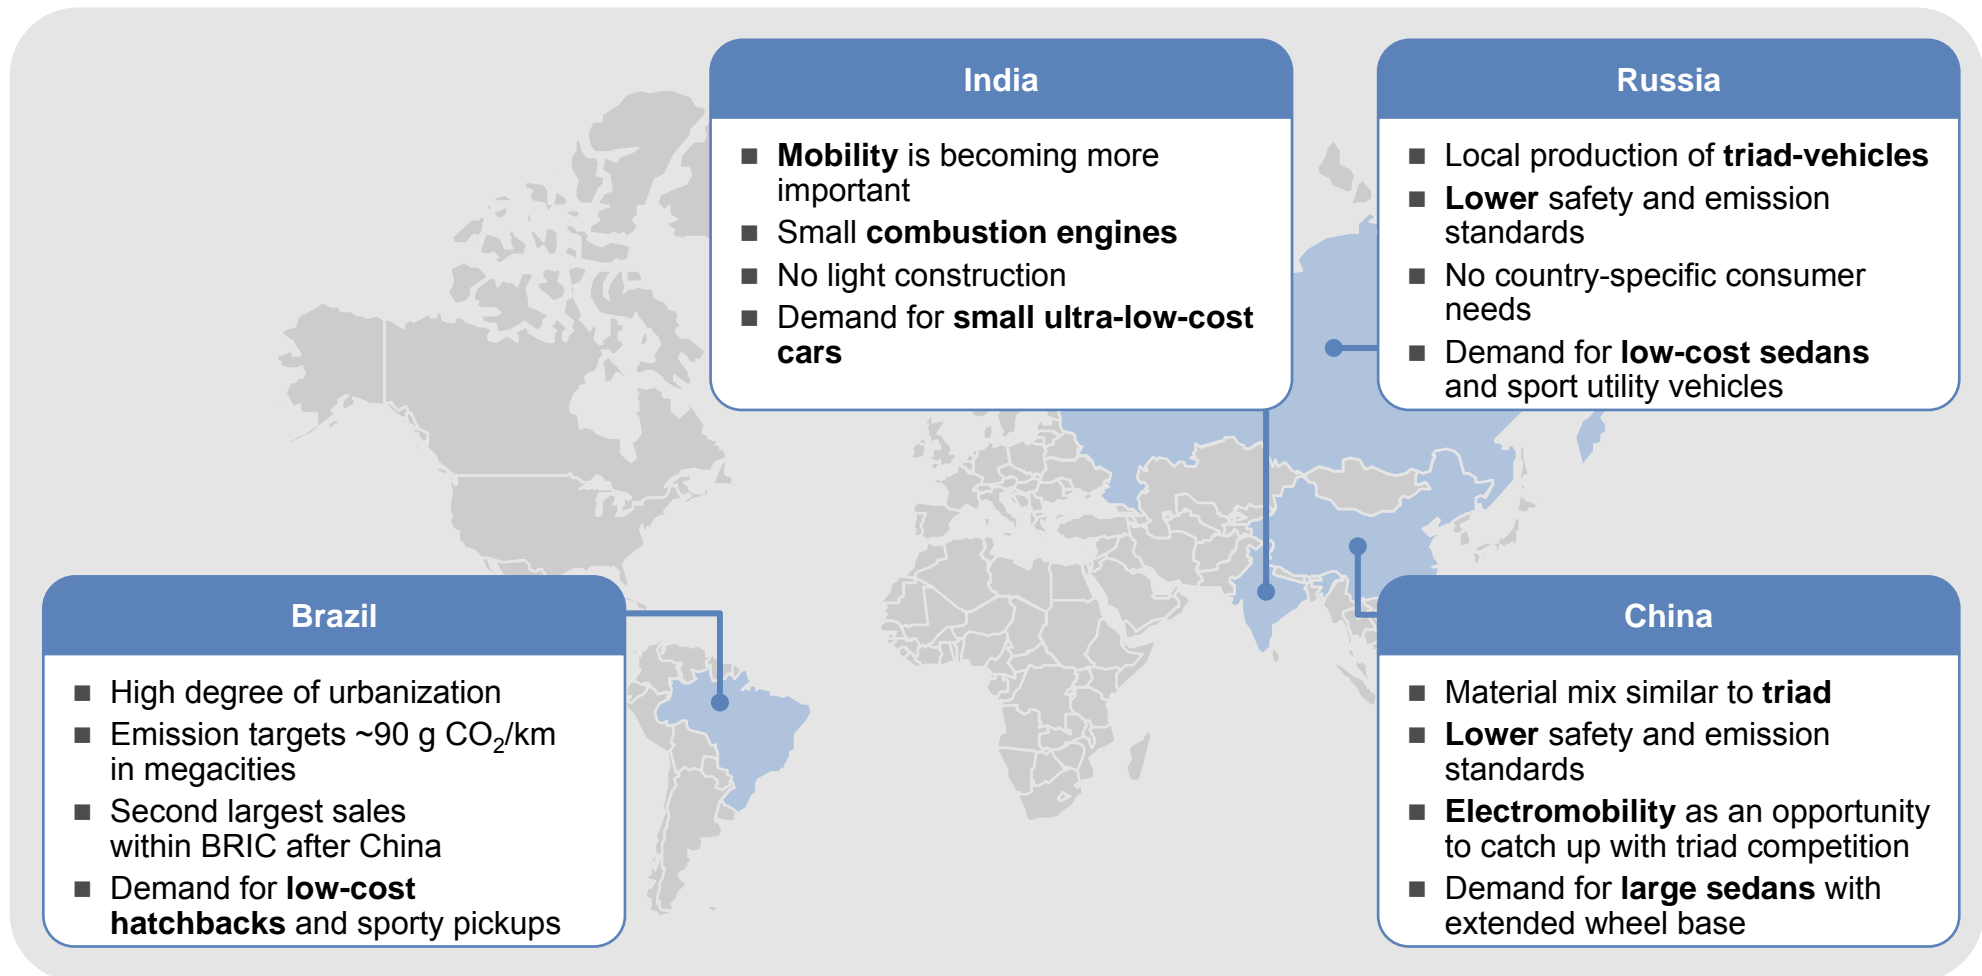 India
■ Mobility is becoming more
important
■ Small combustion engines
■ No light construction
■ Demand for small ultra-low-cost
cars
Russia
■ Local production of triad-vehicles
■ Lower safety and emission
standards
■ No country-specific consumer
needs
■ Demand for low-cost sedans
and sport utility vehicles
Brazil
■ High degree of urbanization
■ Emission targets ~90 g CO₂/km
in megacities
■ Second largest sales
within BRIC after China
■ Demand for low-cost
hatchbacks and sporty pickups
China
■ Material mix similar to triad
■ Lower safety and emission
standards
■ Electromobility as an opportunity
to catch up with triad competition
■ Demand for large sedans with
extended wheel base